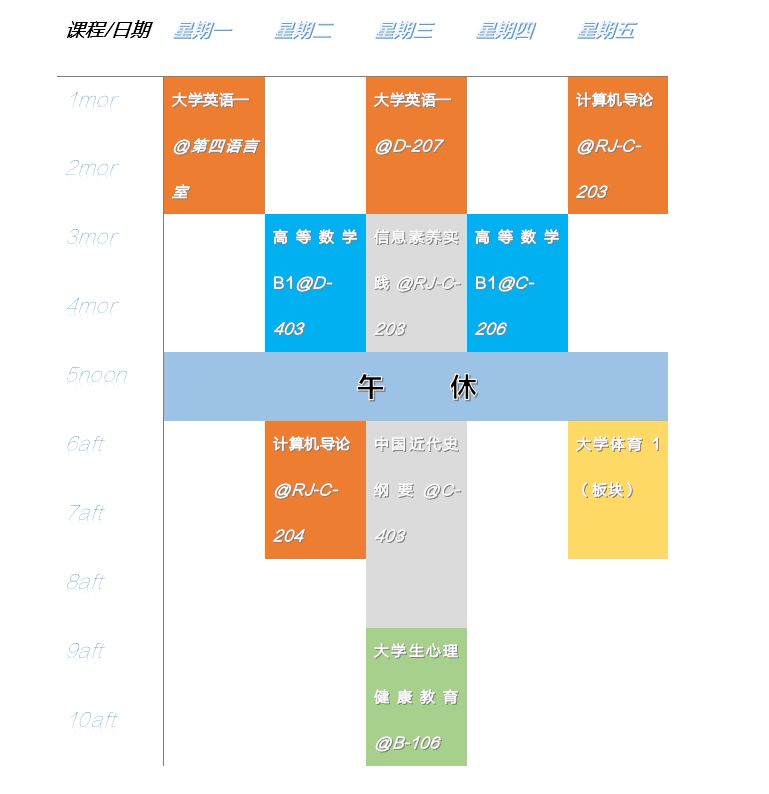 课程/日期 星期一 星期二 星期三 星期四 星期五
1mor 大学英语一 大学英语一 计算机导论
@第四语言 @D-207 @RJ-C-
2mor
室 203
3mor 高等数学 信息素养实 高等数学
B1@D- 践@RJ-C- B1@C-
4mor
403 203 206
5noon 午 休
6aft 计算机导论 中国近代史 大学体育 1
@RJ-C- 纲要@C- （板块）
7aft
204 403
8aft
9aft 大学生心理
健康教育
10aft
@B-106